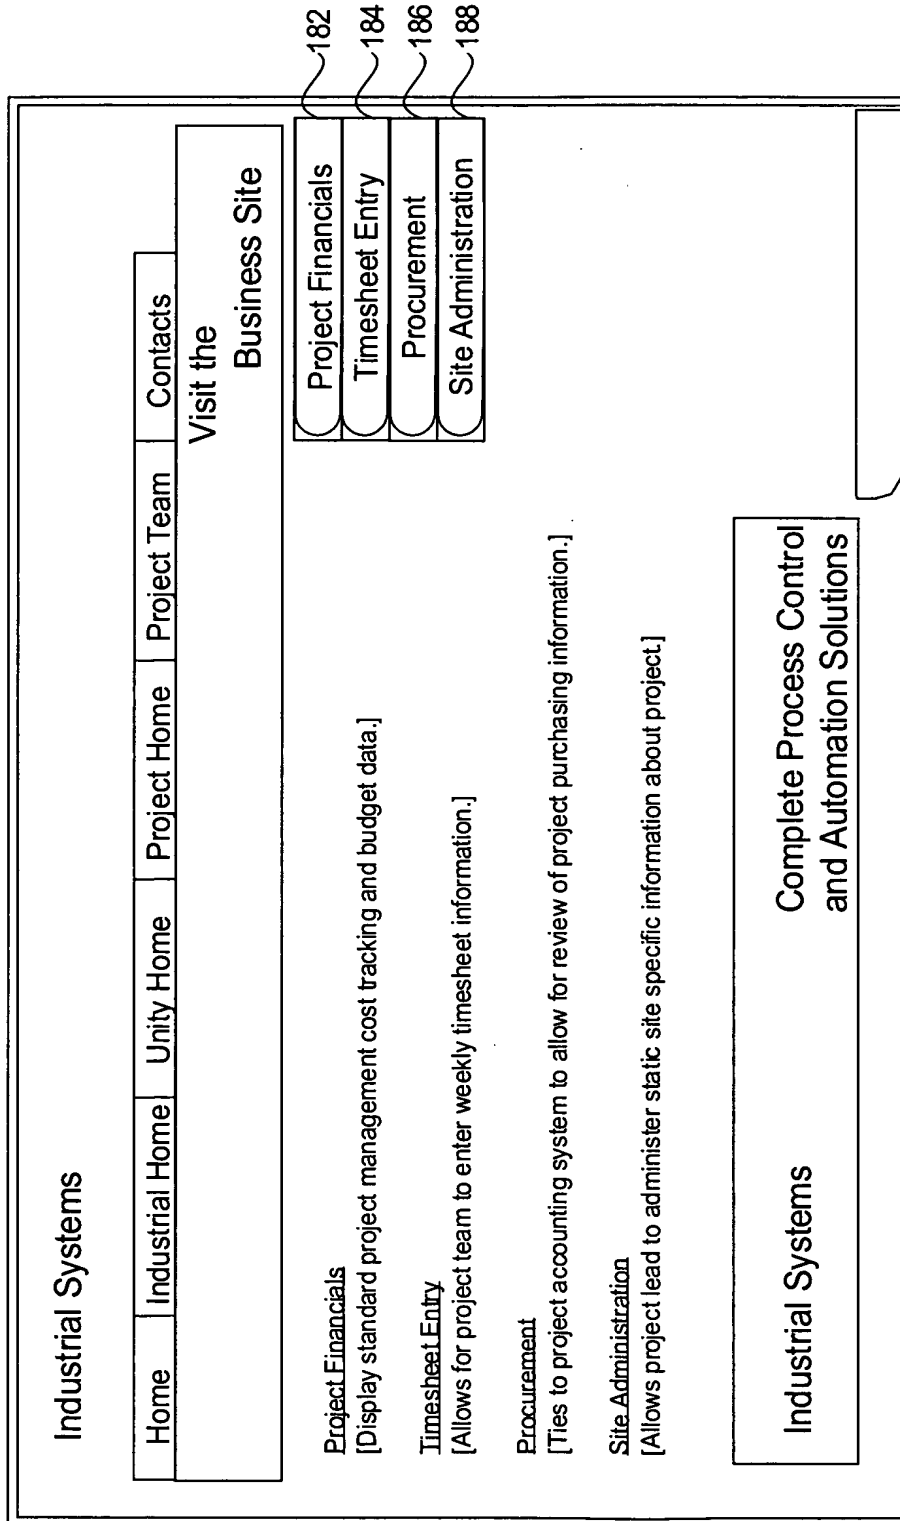 Industrial Systems
Home
Industrial Home
Unity Home
Project Home
Project Team
Contacts
Visit the
Business Site
Project Financials
182
Timesheet Entry
184
Procurement
186
Site Administration
188
Project Financials
[Display standard project management cost tracking and budget data.]
Timesheet Entry
[Allows for project team to enter weekly timesheet information.]
Procurement
[Ties to project accounting system to allow for review of project purchasing information.]
Site Administration
[Allows project lead to administer static site specific information about project.]
Industrial Systems
Complete Process Control
and Automation Solutions